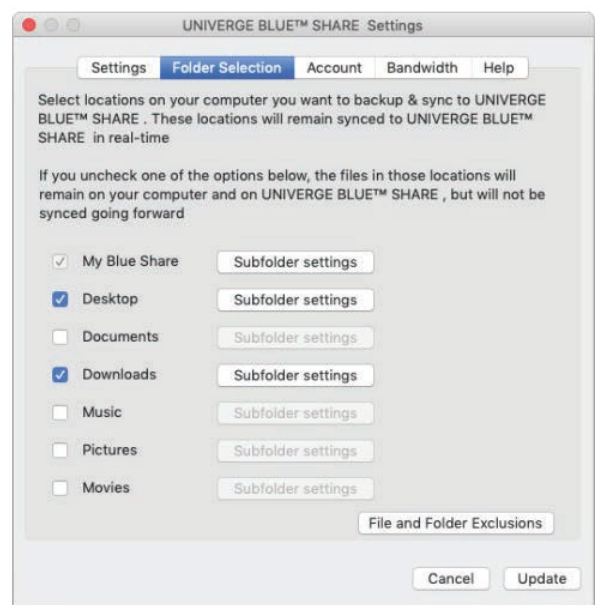 UNIVERGE BLUE™ SHARE Settings
Settings Folder Selection Account Bandwidth Help
Select locations on your computer you want to backup & sync to UNIVERGE
BLUE™ SHARE . These locations will remain synced to UNIVERGE BLUE™
SHARE in real-time
If you uncheck one of the options below, the files in those locations will
remain on your computer and on UNIVERGE BLUE™ SHARE , but will not be
synced going forward
My Blue Share Subfolder settings
Desktop Subfolder settings
Documents Subfolder settings
Downloads Subfolder settings
Music Subfolder settings
Pictures Subfolder settings
Movies Subfolder settings
File and Folder Exclusions
Cancel Update